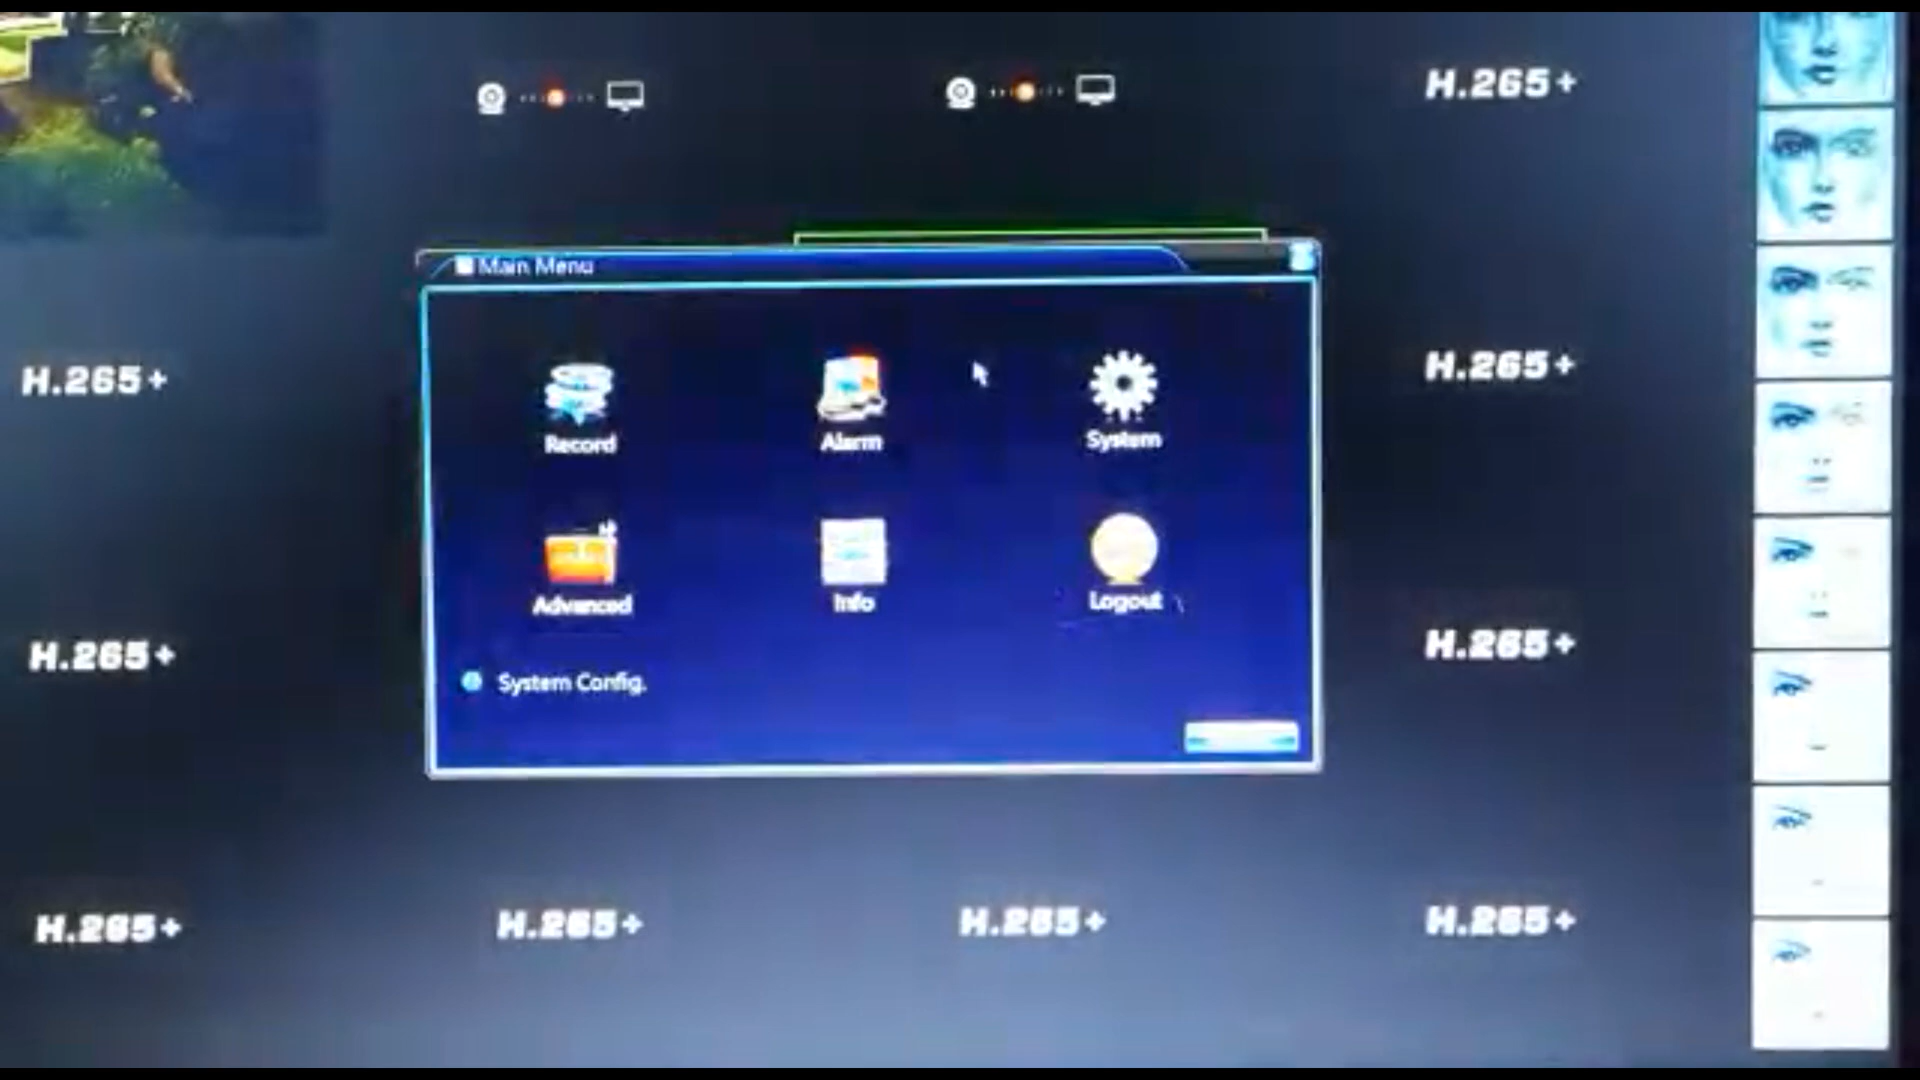 H.265+
Main Menu
H.265+
H.265+
Record
Alarm
System
Advanced
Info
Logout
H.265+
H.265+
System Config.
H.265+
H.265+
H.265+
H.265+